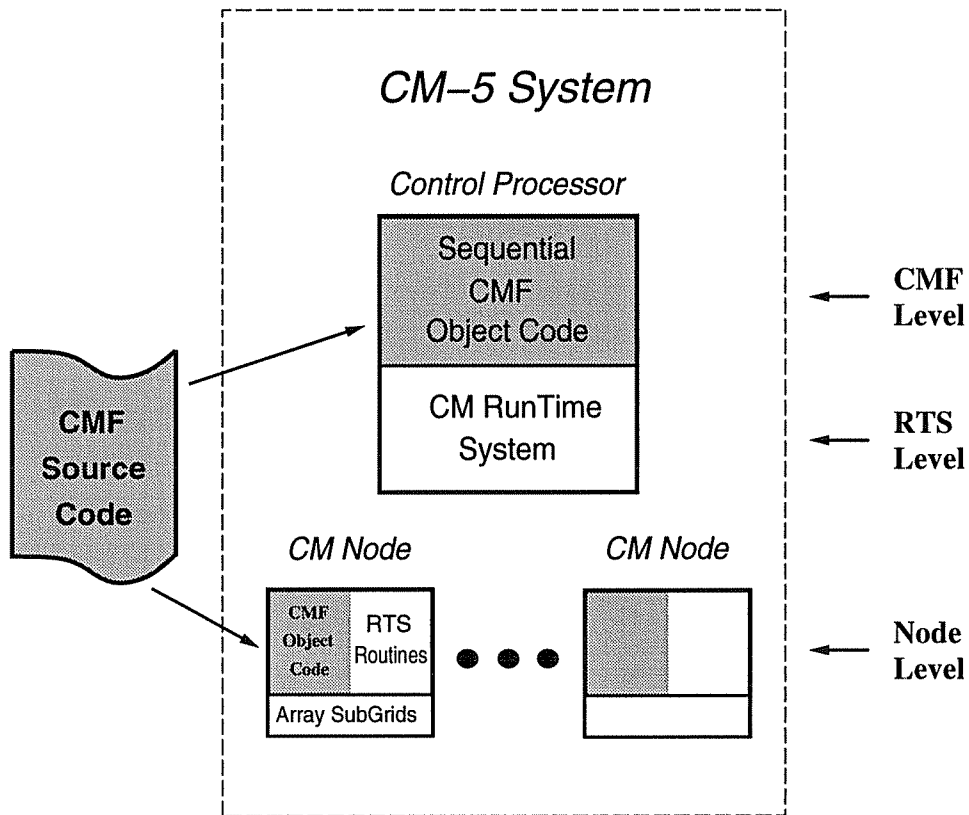 CM–5 System
Control Processor
Sequential
CMF
Object Code
CMF
Level
CM RunTime
System
RTS
Level
CMF
Source
Code
CM Node
CM Node
CMF
Object
Code
RTS
Routines
Array SubGrids
Node
Level